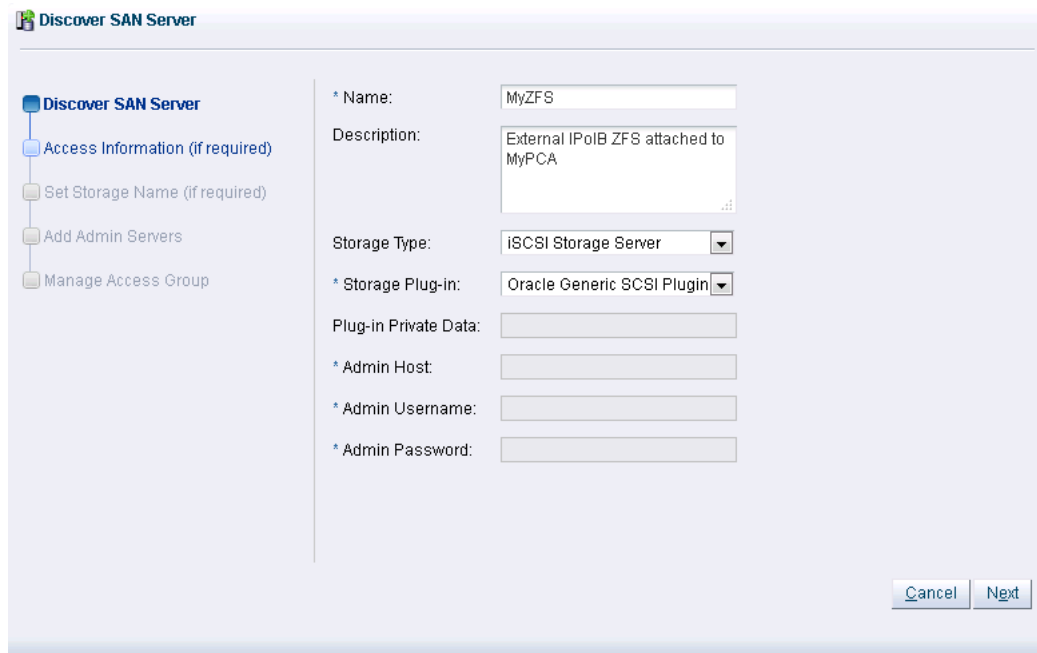 Discover SAN Server
Discover SAN Server
Access Information (if required)
Set Storage Name (if required)
Add Admin Servers
Manage Access Group
* Name:
MyZFS
Description:
External IPoIB ZFS attached to
MyPCA
Storage Type:
iSCSI Storage Server
* Storage Plug-in:
Oracle Generic SCSI Plugin
Plug-in Private Data:
* Admin Host:
* Admin Username:
* Admin Password:
Cancel
Next